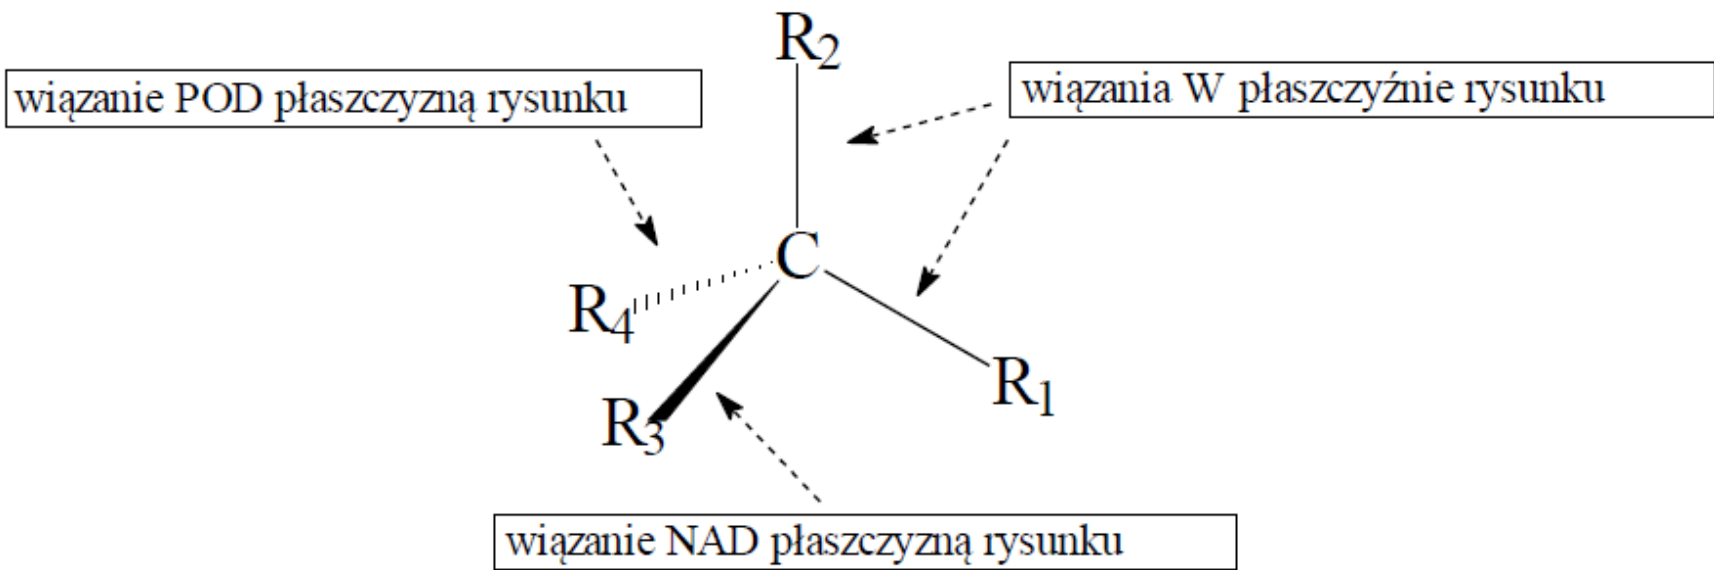 R2
wiązanie POD płaszczyzną rysunku
wiązania W płaszczyźnie rysunku
C
R4
R1
R3
wiązanie NAD płaszczyzną rysunku